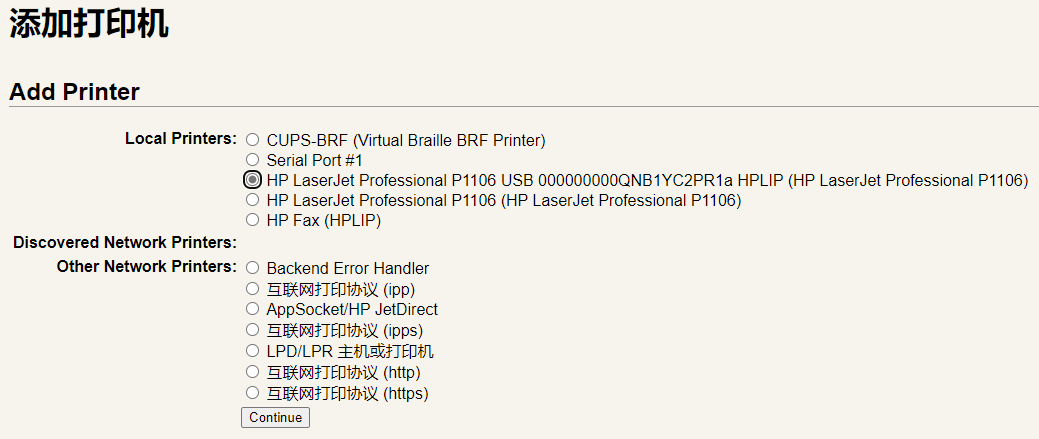 添加打印机
Add Printer
Local Printers: CUPS-BRF (Virtual Braille BRF Printer)
Serial Port #1
HP LaserJet Professional P1106 USB 000000000QNB1YC2PR1a HPLIP (HP LaserJet Professional P1106)
HP LaserJet Professional P1106 (HP LaserJet Professional P1106)
HP Fax (HPLIP)
Discovered Network Printers:
Other Network Printers: Backend Error Handler
互联网打印协议 (ipp)
AppSocket/HP JetDirect
互联网打印协议 (ipps)
LPD/LPR 主机或打印机
互联网打印协议 (http)
互联网打印协议 (https)
Continue